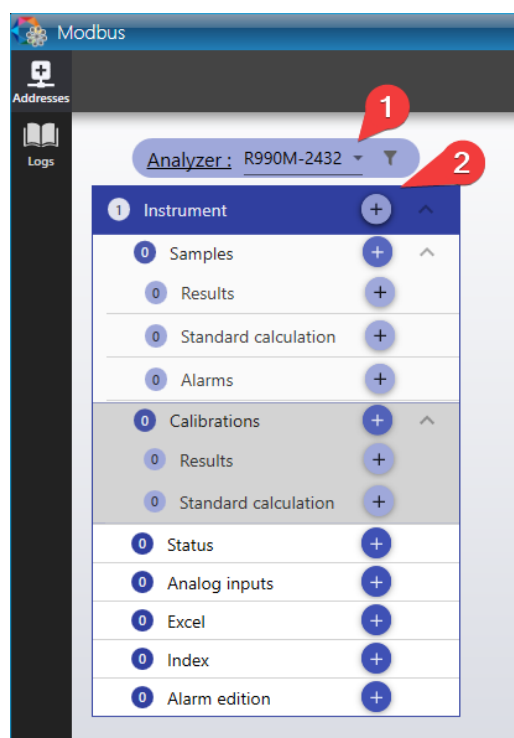 Modbus
Addresses
Logs
1
Analyzer : R990M-2432
2
1 Instrument +
0 Samples +
0 Results +
0 Standard calculation +
0 Alarms +
0 Calibrations +
0 Results +
0 Standard calculation +
0 Status +
0 Analog inputs +
0 Excel +
0 Index +
0 Alarm edition +